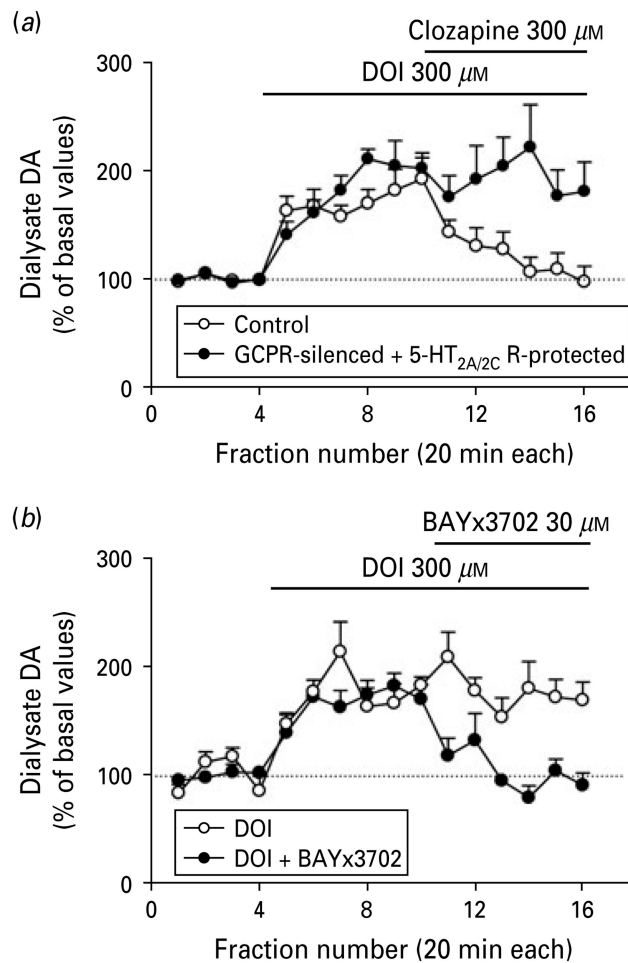 (a)
Clozapine 300 μM
DOI 300 μM
300
200
100
0
Dialysate DA
(% of basal values)
Control
GCPR-silenced + 5-HT2A/2C R-protected
0 4 8 12 16
Fraction number (20 min each)
(b)
BAYx3702 30 μM
DOI 300 μM
300
200
100
0
Dialysate DA
(% of basal values)
DOI
DOI + BAYx3702
0 4 8 12 16
Fraction number (20 min each)